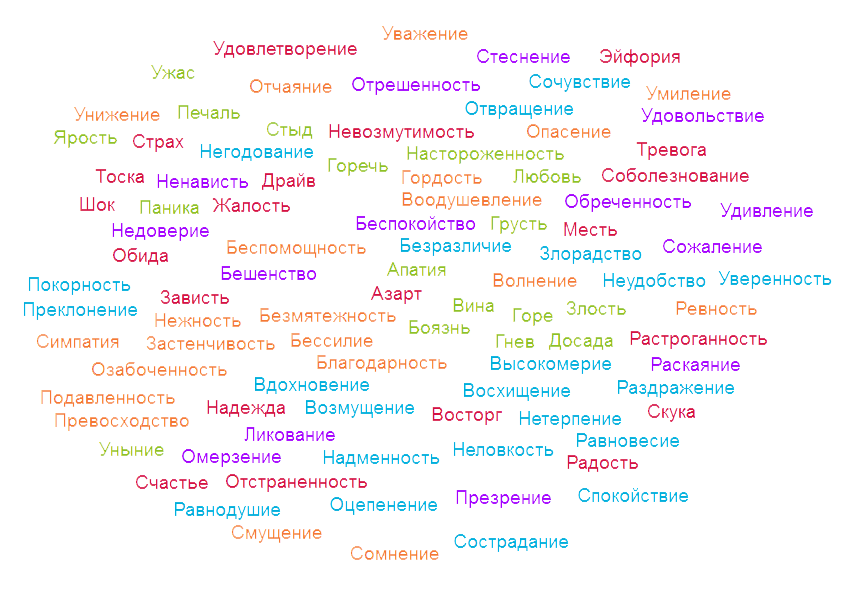 Уважение
Удовлетворение
Стеснение
Эйфория
Ужас
Отчаяние
Отрешенность
Сочувствие
Умиление
Унижение
Печаль
Отвращение
Удовольствие
Ярость
Страх
Стыд
Невозмутимость
Опасение
Негодование
Горечь
Настороженность
Тревога
Тоска
Ненависть
Драйв
Гордость
Любовь
Соболезнование
Шок
Паника
Жалость
Воодушевление
Обреченность
Удивление
Недоверие
Беспокойство
Грусть
Месть
Обида
Беспомощность
Безразличие
Злорадство
Сожаление
Покорность
Бешенство
Апатия
Волнение
Неудобство
Уверенность
Преклонение
Зависть
Азарт
Вина
Горе
Злость
Ревность
Нежность
Безмятежность
Боязнь
Симпатия
Застенчивость
Бессилие
Гнев
Досада
Растроганность
Озабоченность
Благодарность
Высокомерие
Раскаяние
Подавленность
Вдохновение
Восхищение
Раздражение
Превосходство
Надежда
Возмущение
Восторг
Нетерпение
Скука
Ликование
Равновесие
Уныние
Омерзение
Надменность
Неловкость
Радость
Счастье
Отстраненность
Презрение
Спокойствие
Равнодушие
Оцепенение
Смущение
Сомнение
Сострадание